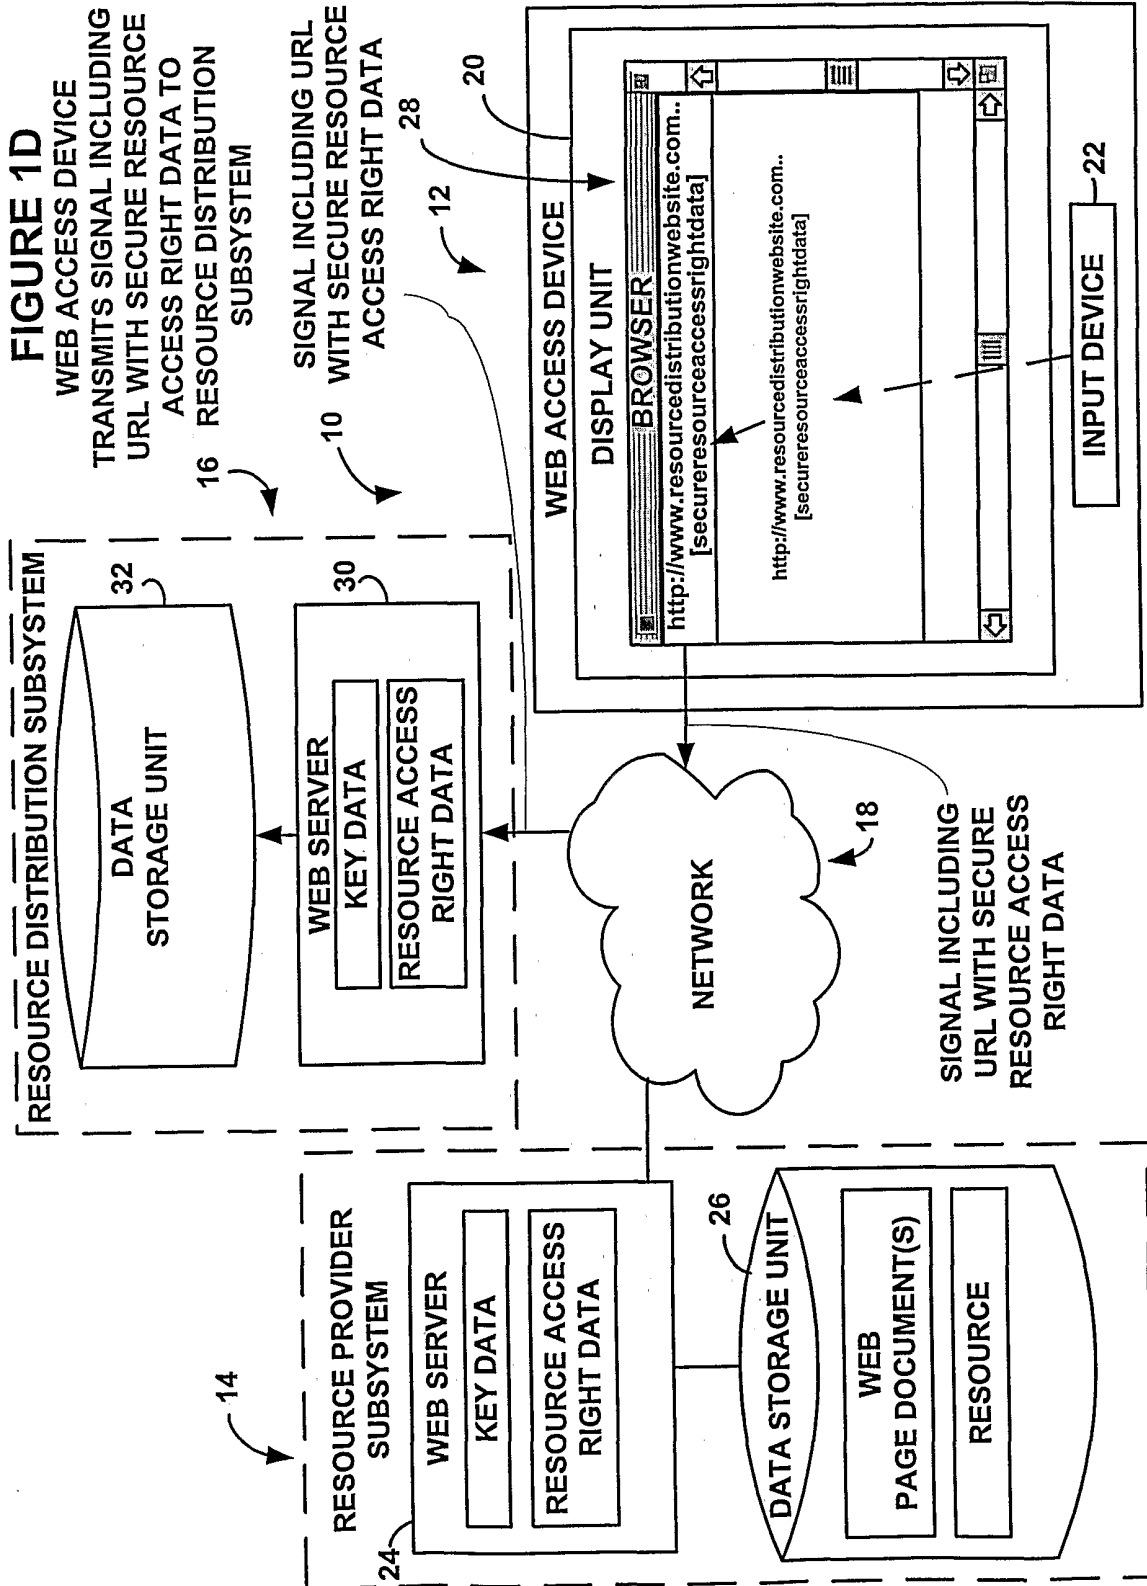 FIGURE 1D
WEB ACCESS DEVICE
TRANSMITS SIGNAL INCLUDING
URL WITH SECURE RESOURCE
ACCESS RIGHT DATA TO
RESOURCE DISTRIBUTION
SUBSYSTEM
16
10
SIGNAL INCLUDING URL
WITH SECURE RESOURCE
ACCESS RIGHT DATA
12
RESOURCE DISTRIBUTION SUBSYSTEM
32
DATA
STORAGE UNIT
30
WEB SERVER
KEY DATA
RESOURCE ACCESS
RIGHT DATA
14
RESOURCE PROVIDER
SUBSYSTEM
24
WEB SERVER
KEY DATA
RESOURCE ACCESS
RIGHT DATA
26
DATA STORAGE UNIT
WEB
PAGE DOCUMENT(S)
RESOURCE
NETWORK
18
SIGNAL INCLUDING
URL WITH SECURE
RESOURCE ACCESS
RIGHT DATA
28
20
WEB ACCESS DEVICE
DISPLAY UNIT
BROWSER
http://www.resourcedistributionwebsite.com..
[secureresourceaccessrightdata]
http://www.resourcedistributionwebsite.com..
[secureresourceaccessrightdata]
22
INPUT DEVICE